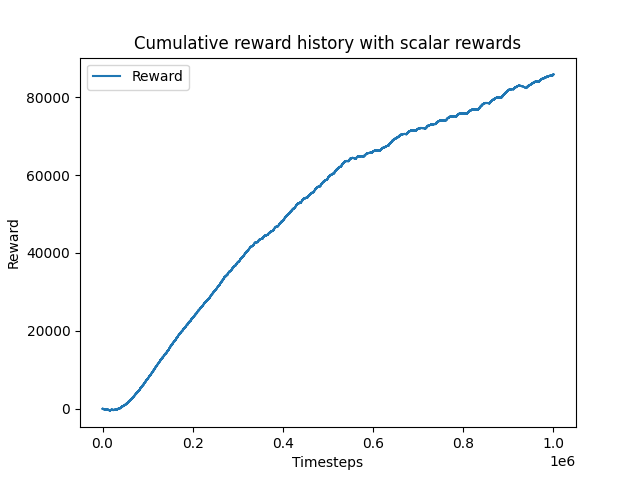 Cumulative reward history with scalar rewards
Reward
80000
60000
40000
20000
0
Reward
0.0 0.2 0.4 0.6 0.8 1.0
1e6
Timesteps